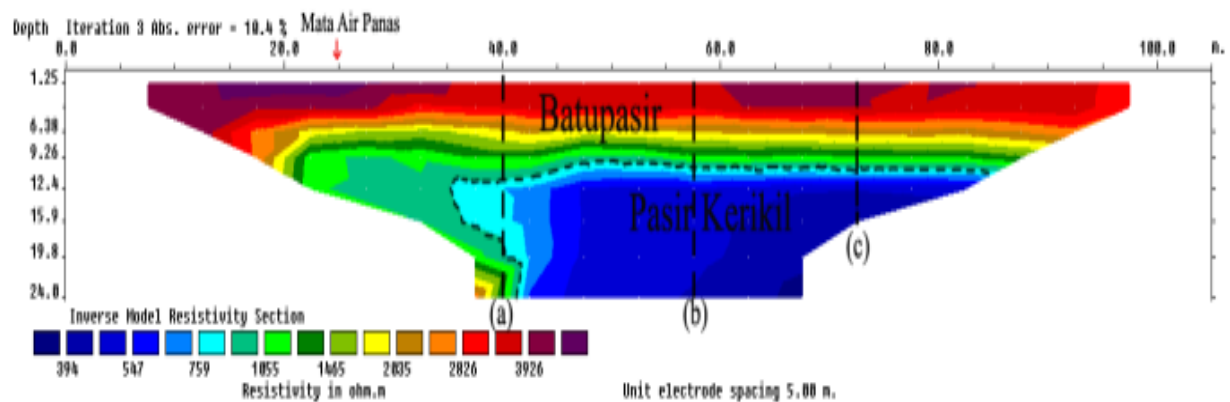 Depth Iteration 3 Abs. error = 10.4 % Mata Air Panas
0.0 20.0 40.0 60.0 80.0 100.0 m.
1.25
Batupasir
6.38
9.26
12.4
Pasir Kerikil
15.9
19.8
(c)
24.0
(a) (b)
Inverse Model Resistivity Section
394 547 759 1055 1465 2035 2826 3926
Resistivity in ohm.m Unit electrode spacing 5.00 m.